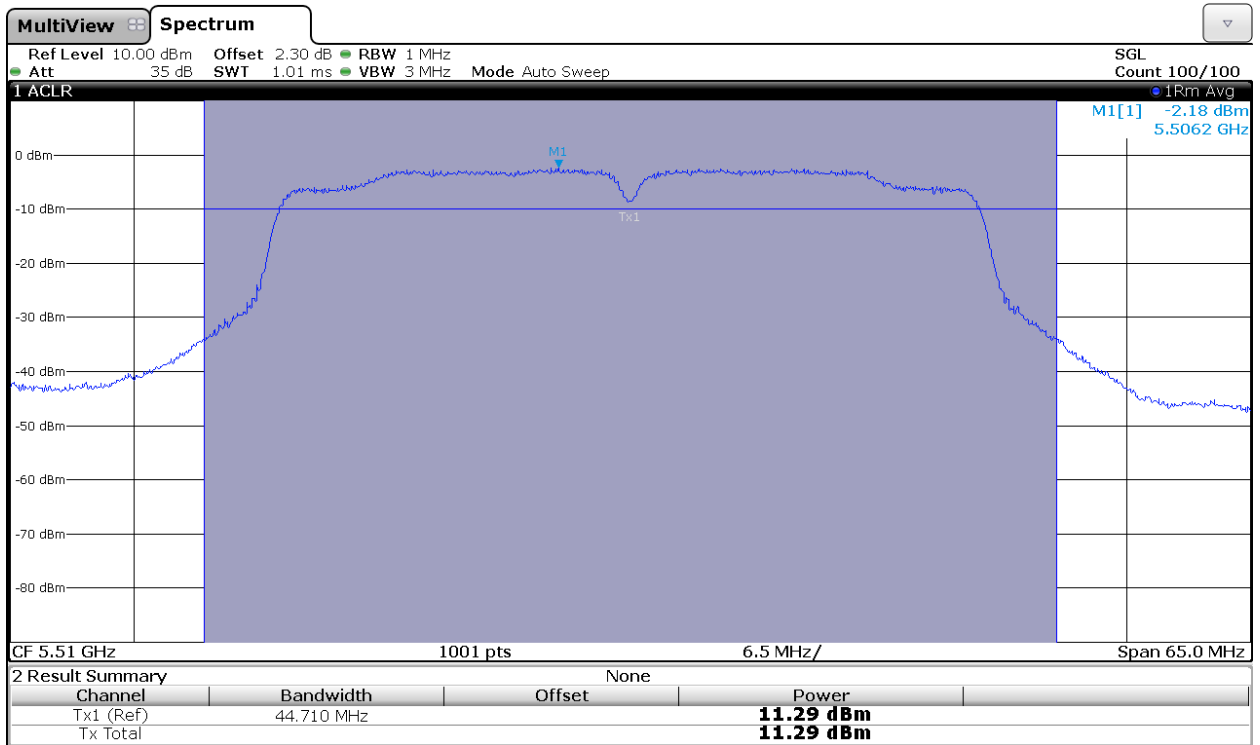 MultiView Spectrum
Ref Level 10.00 dBm Offset 2.30 dB RBW 1 MHz SGL
Att 35 dB SWT 1.01 ms VBW 3 MHz Mode Auto Sweep Count 100/100
1 ACLR 1Rm Avg
M1[1] -2.18 dBm
5.5062 GHz
M1
0 dBm
-10 dBm
Tx1
-20 dBm
-30 dBm
-40 dBm
-50 dBm
-60 dBm
-70 dBm
-80 dBm
CF 5.51 GHz 1001 pts 6.5 MHz/ Span 65.0 MHz
2 Result Summary None
Channel Bandwidth Offset Power
Tx1 (Ref) 44.710 MHz 11.29 dBm
Tx Total 11.29 dBm